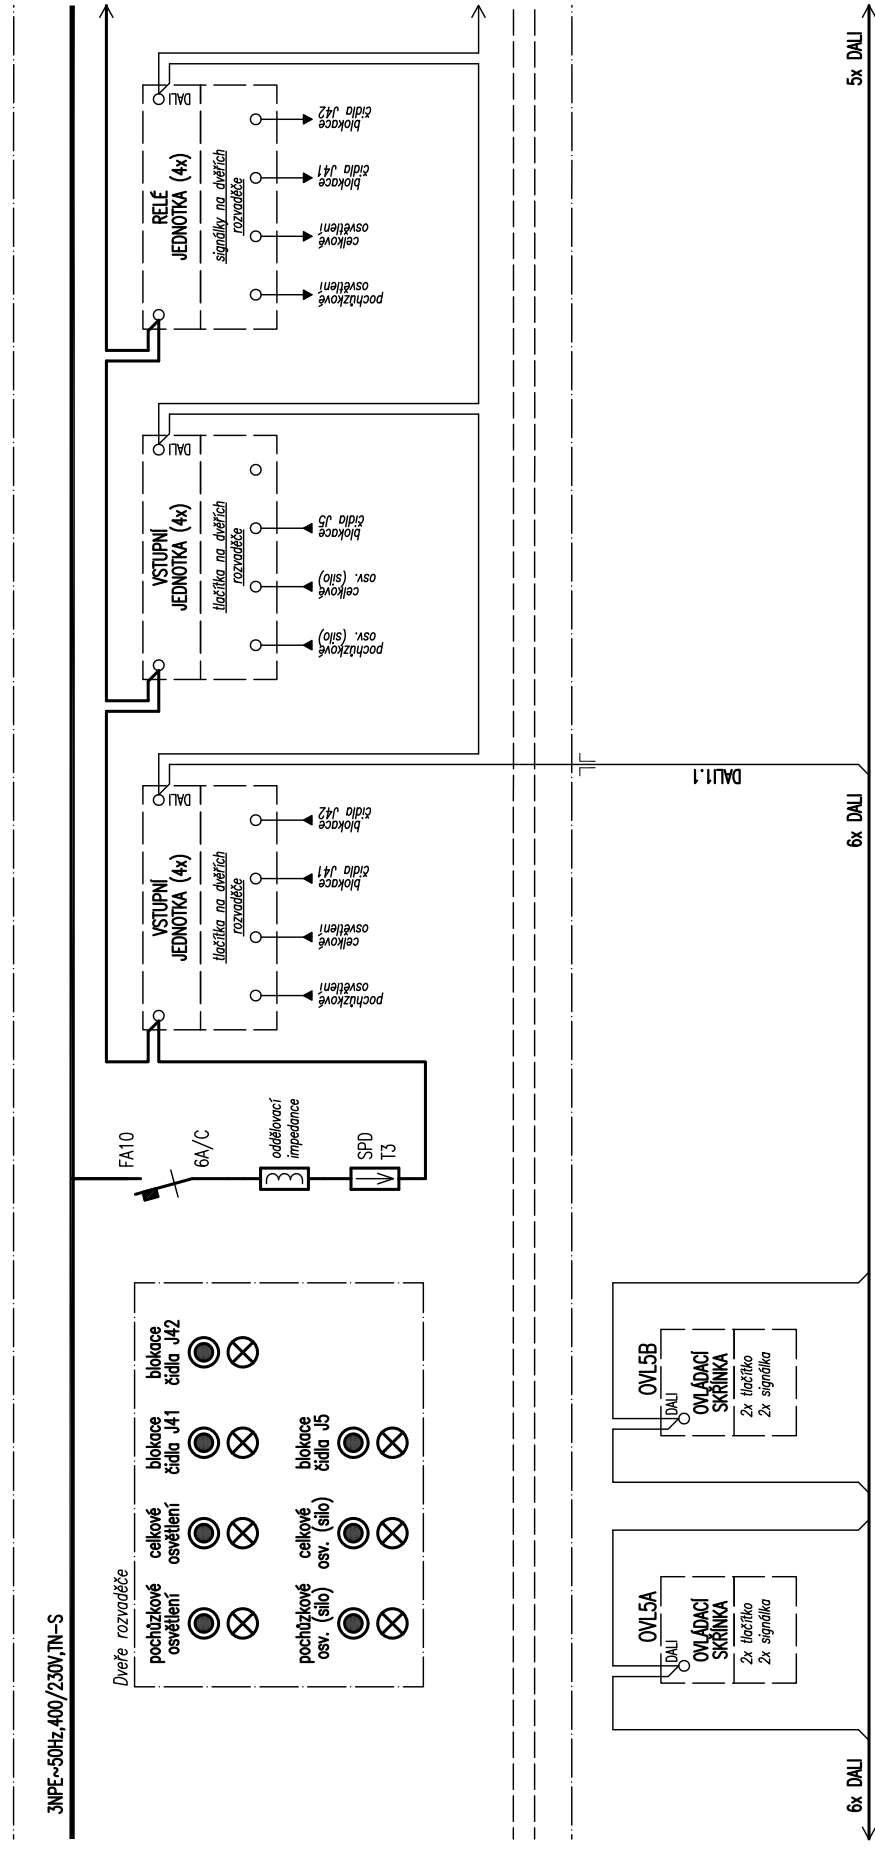 3NPE~50Hz,400/230V,TN-S
Dveře rozvaděče
pochůzkové
osvětlení
celkové
osvětlení
blokace
čidla J41
blokace
čidla J42
pochůzkové
osv. (silo)
celkové
osv. (silo)
blokace
čidla J5
FA10
6A/C
oddělovací
impedance
SPD
T3
VSTUPNÍ
JEDNOTKA (4x)
tlačítka na dveřích
rozvaděče
DALI
pochůzkové
osvětlení
celkové
osvětlení
blokace
čidla J41
blokace
čidla J42
VSTUPNÍ
JEDNOTKA (4x)
tlačítka na dveřích
rozvaděče
DALI
pochůzkové
osv. (silo)
celkové
osv. (silo)
blokace
čidla J5
RELÉ
JEDNOTKA (4x)
signálky na dveřích
rozvaděče
DALI
pochůzkové
osvětlení
celkové
osvětlení
blokace
čidla J41
blokace
čidla J42
OVL5A
DALI
OVLÁDACÍ
SKŘÍNKA
2x tlačítko
2x signálka
OVL5B
DALI
OVLÁDACÍ
SKŘÍNKA
2x tlačítko
2x signálka
DALI1.1
6x DALI
6x DALI
5x DALI